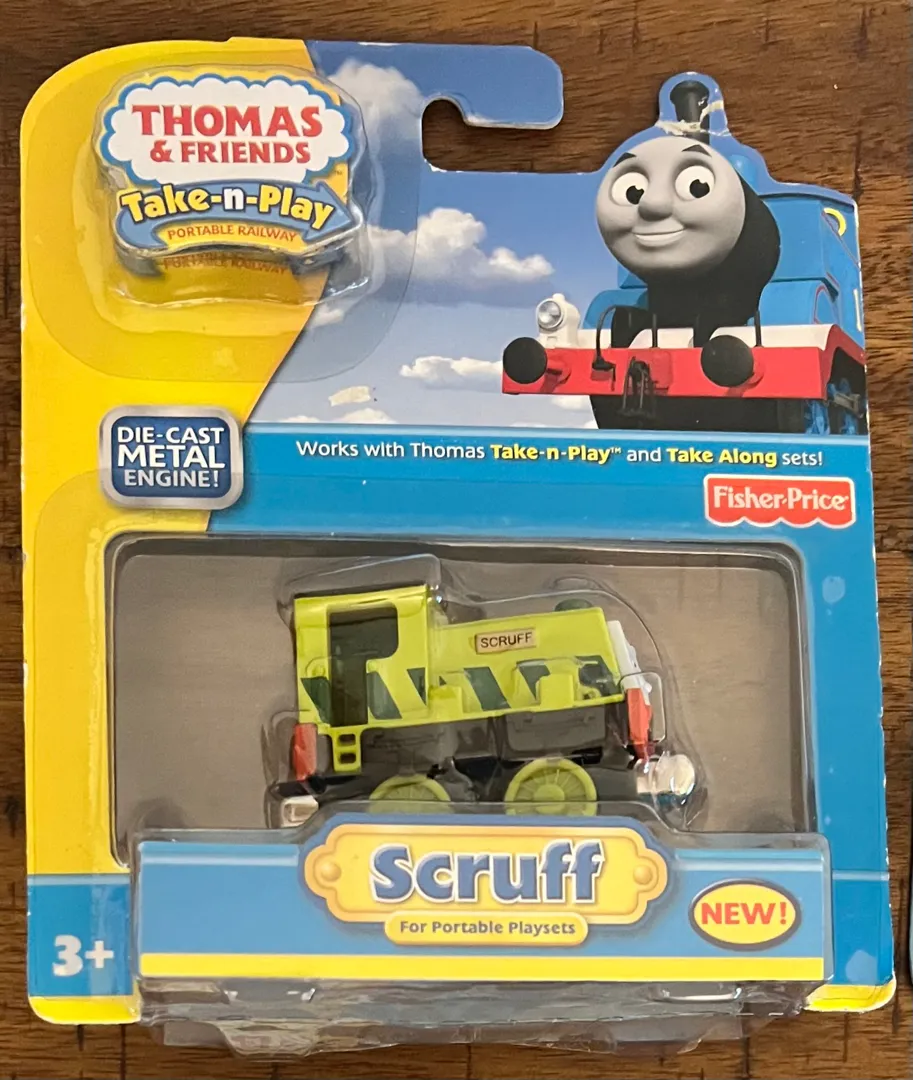 THOMAS
& FRIENDS
Take-n-Play
PORTABLE RAILWAY
DIE-CAST
METAL
ENGINE!
Works with Thomas Take-n-Play™ and Take Along sets!
Fisher-Price®
SCRUFF
Scruff
For Portable Playsets
NEW!
3+